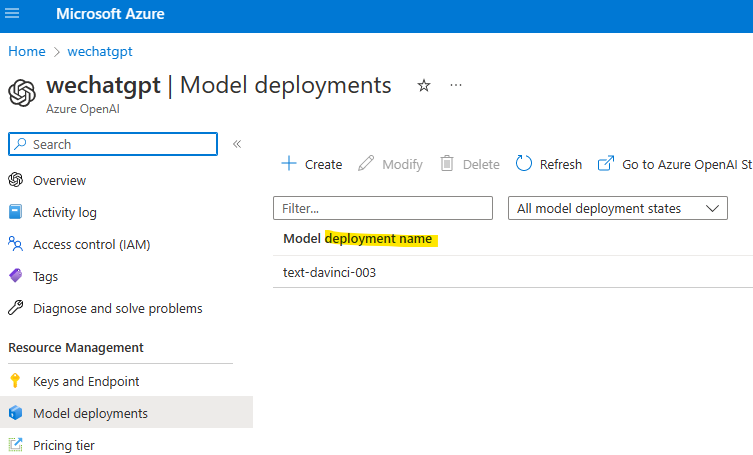 Microsoft Azure
Home > wechatgpt
wechatgpt | Model deployments
Azure OpenAI
Search
Overview
Activity log
Access control (IAM)
Tags
Diagnose and solve problems
Resource Management
Keys and Endpoint
Model deployments
Pricing tier
Create Modify Delete Refresh Go to Azure OpenAI St
Filter... All model deployment states
Model deployment name
text-davinci-003